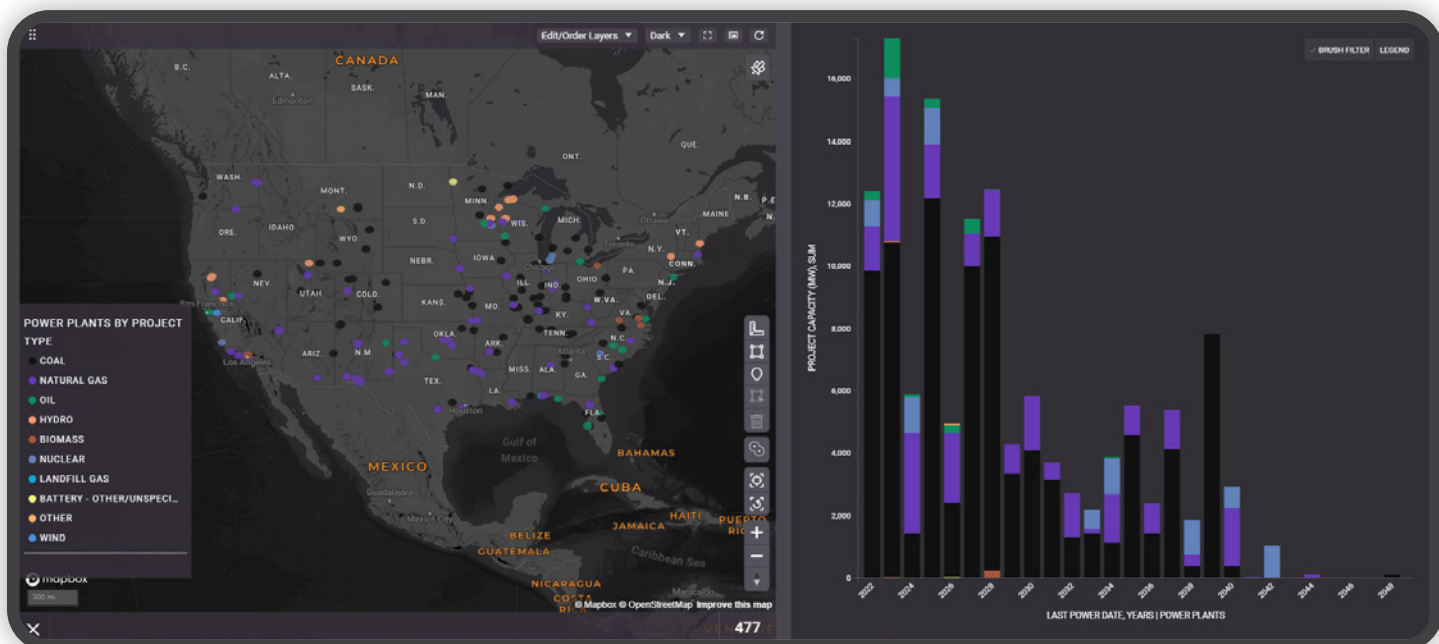 Edit/Order Layers
Dark
BRUSH FILTER
LEGEND
CANADA
B.C.
ALTA.
Edmonton
SASK.
MAN.
ONT.
QUE.
WASH.
MONT.
N.D.
MINN.
N.B.
P.E
N.
MAINE
Ottawa
VT.
MICH.
WIS.
S.D.
ORE.
IDAHO
WYO.
Toronto
N.Y.
CONN.
NEBR.
IOWA
Chicago
PA.
N.J.
OHIO
NEV.
UTAH
COLO.
ILL.
IND.
DEL.
W.VA.
VA.
San Francisco
KANS.
MO.
KY.
CALIF.
OKLA.
TENN.
N.C.
Los Angeles
ARIZ.
N.M.
ARK.
Atlanta
S.C.
MISS.
ALA.
GA.
TEX.
LA.
Houston
FLA.
Gulf of
Mexico
MEXICO
BAHAMAS
CUBA
Guadalajara
Mexico City
HAITI
PUERTO
RIC
JAMAICA
BELIZE
GUATEMALA
Caribbean Sea
NICARAGUA
COSTA
RIC
Maracaibo
POWER PLANTS BY PROJECT
TYPE
COAL
NATURAL GAS
OIL
HYDRO
BIOMASS
NUCLEAR
LANDFILL GAS
BATTERY - OTHER/UNSPECI...
OTHER
WIND
mapbox
300 mi
© Mapbox © OpenStreetMap Improve this map
477
PROJECT CAPACITY (MW), SUM
16,000
14,000
12,000
10,000
8,000
6,000
4,000
2,000
0
2022
2024
2026
2028
2030
2032
2034
2036
2038
2040
2042
2044
2046
2048
LAST POWER DATE, YEARS | POWER PLANTS